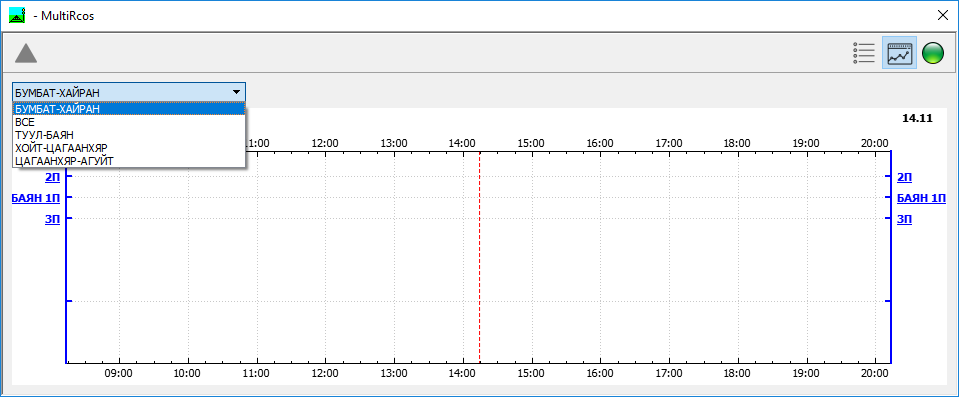 - MultiRcos
БУМБАТ-ХАЙРАН
БУМБАТ-ХАЙРАН
ВСЕ
ТУУЛ-БАЯН
ХОЙТ-ЦАГААНХЯР
ЦАГААНХЯР-АГУЙТ
14.11
11:00 12:00 13:00 14:00 15:00 16:00 17:00 18:00 19:00 20:00
2П 2П
БАЯН 1П БАЯН 1П
3П 3П
09:00 10:00 11:00 12:00 13:00 14:00 15:00 16:00 17:00 18:00 19:00 20:00